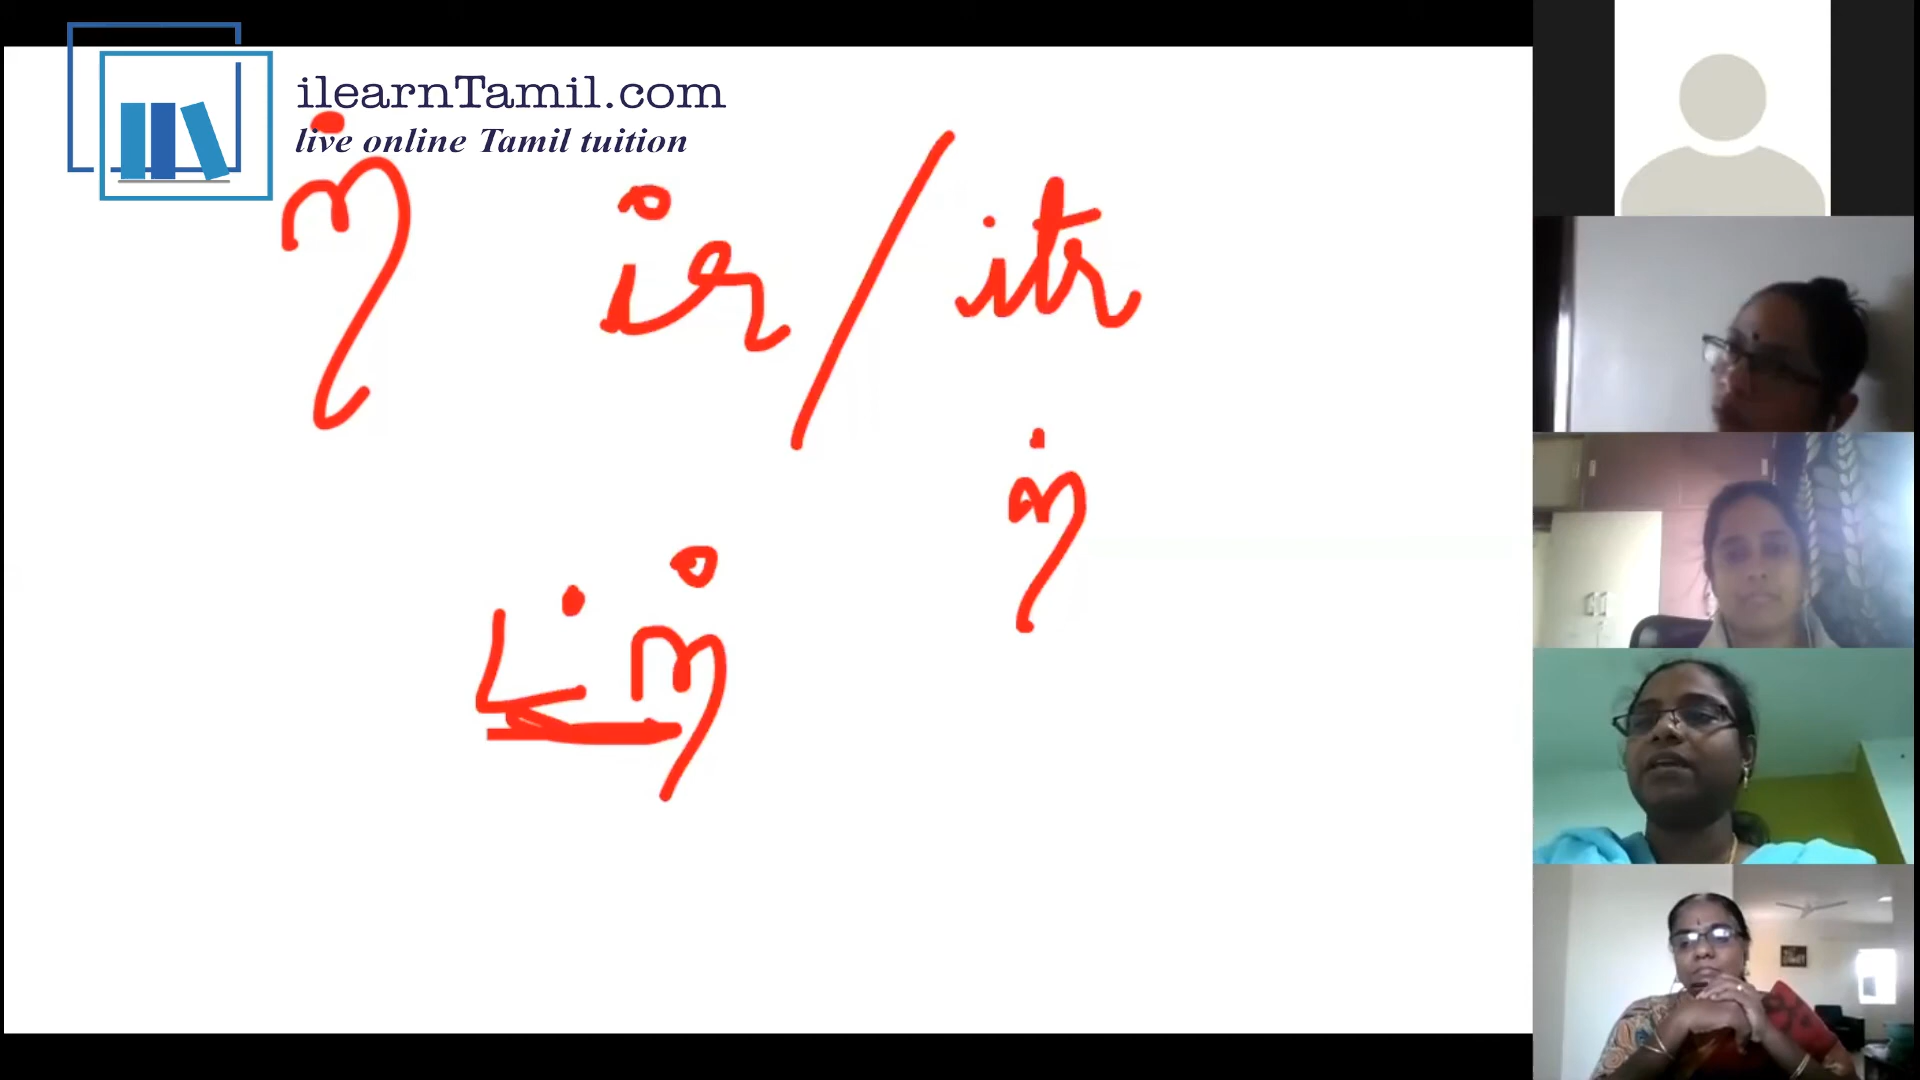 ilearnTamil.com
live online Tamil tuition
ற் ir / itr
ற்
ட் ற்